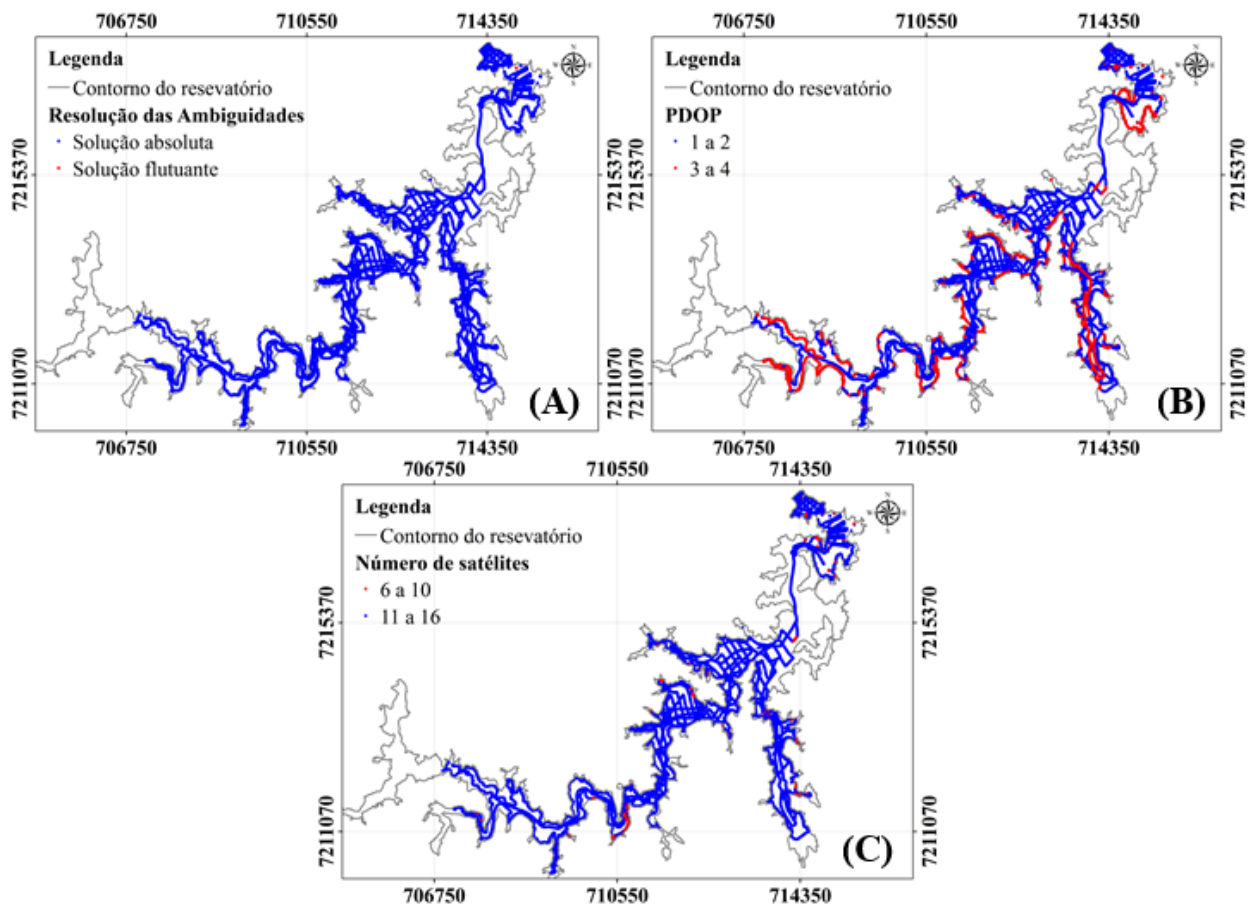 706750 710550 714350
706750 710550 714350
Legenda
Contorno do resevatório
Resolução das Ambiguidades
Solução absoluta
Solução flutuante
N
W
E
S
7215370
7211070
(A)
706750 710550 714350
Legenda
Contorno do resevatório
PDOP
1 a 2
3 a 4
N
W
E
S
7215370
7211070
7215370
7211070
(B)
706750 710550 714350
7215370
7211070
706750 710550 714350
Legenda
Contorno do resevatório
Número de satélites
6 a 10
11 a 16
N
W
E
S
7215370
7211070
7215370
7211070
(C)
706750 710550 714350